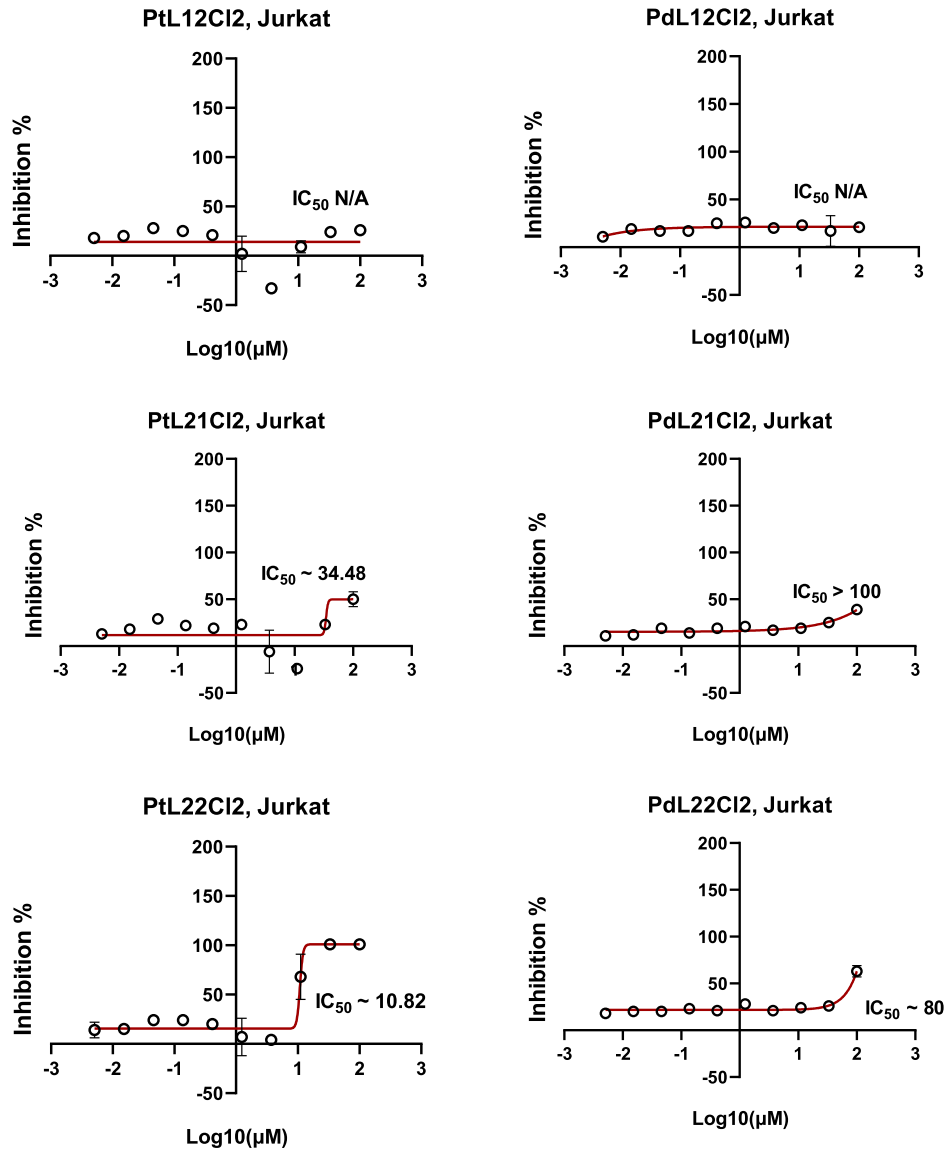 PtL12Cl2, Jurkat
200
150
100
50
-50
-3 -2 -1 1 2 3
Inhibition %
IC50 N/A
Log10(µM)
PdL12Cl2, Jurkat
200
150
100
50
-50
-3 -2 -1 1 2 3
Inhibition %
IC50 N/A
Log10(µM)
PtL21Cl2, Jurkat
200
150
100
50
-50
-3 -2 -1 1 2 3
Inhibition %
IC50 ~ 34.48
Log10(µM)
PdL21Cl2, Jurkat
200
150
100
50
-50
-3 -2 -1 1 2 3
Inhibition %
IC50 > 100
Log10(µM)
PtL22Cl2, Jurkat
200
150
100
50
-50
-3 -2 -1 1 2 3
Inhibition %
IC50 ~ 10.82
Log10(µM)
PdL22Cl2, Jurkat
200
150
100
50
-50
-3 -2 -1 1 2 3
Inhibition %
IC50 ~ 80
Log10(µM)